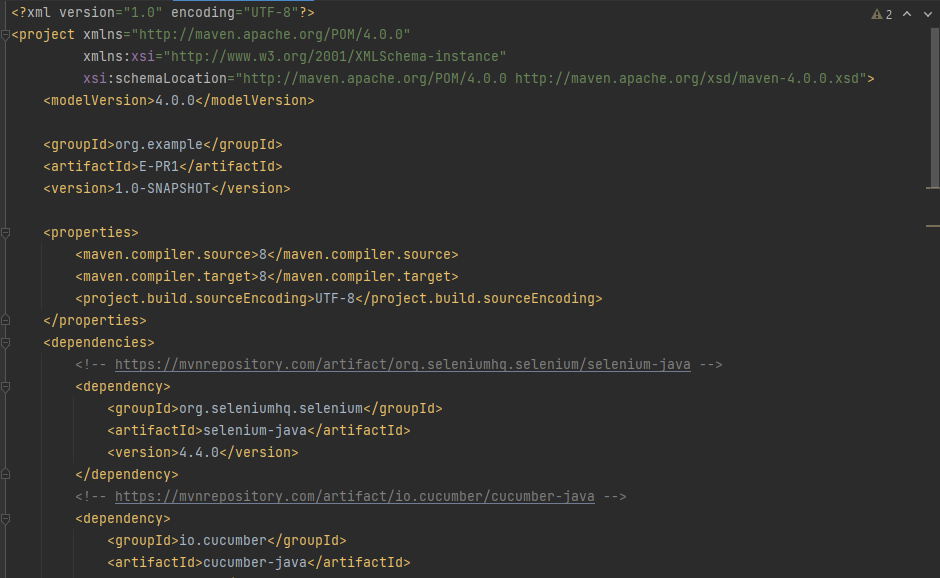 <?xml version="1.0" encoding="UTF-8"?>
2
<project xmlns="http://maven.apache.org/POM/4.0.0"
xmlns:xsi="http://www.w3.org/2001/XMLSchema-instance"
xsi:schemaLocation="http://maven.apache.org/POM/4.0.0 http://maven.apache.org/xsd/maven-4.0.0.xsd">
<modelVersion>4.0.0</modelVersion>
<groupId>org.example</groupId>
<artifactId>E-PR1</artifactId>
<version>1.0-SNAPSHOT</version>
<properties>
<maven.compiler.source>8</maven.compiler.source>
<maven.compiler.target>8</maven.compiler.target>
<project.build.sourceEncoding>UTF-8</project.build.sourceEncoding>
</properties>
<dependencies>
<!-- https://mvnrepository.com/artifact/org.seleniumhq.selenium/selenium-java -->
<dependency>
<groupId>org.seleniumhq.selenium</groupId>
<artifactId>selenium-java</artifactId>
<version>4.4.0</version>
</dependency>
<!-- https://mvnrepository.com/artifact/io.cucumber/cucumber-java -->
<dependency>
<groupId>io.cucumber</groupId>
<artifactId>cucumber-java</artifactId>